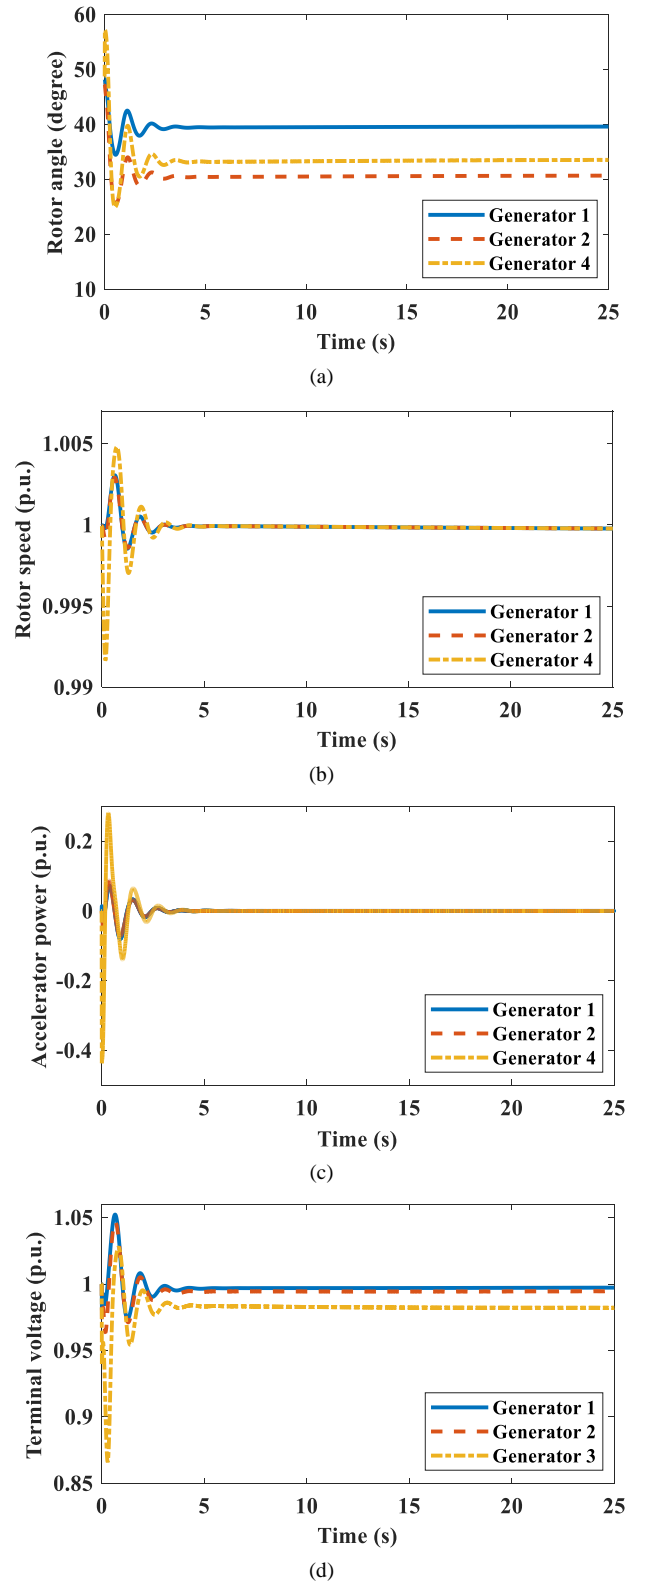 60
50
40
30
20
10
Rotor angle (degree)
Generator 1
Generator 2
Generator 4
0 5 10 15 20 25
Time (s)
(a)
1.005
1
0.995
0.99
Rotor speed (p.u.)
Generator 1
Generator 2
Generator 4
0 5 10 15 20 25
Time (s)
(b)
0.2
0
-0.2
-0.4
Accelerator power (p.u.)
Generator 1
Generator 2
Generator 4
0 5 10 15 20 25
Time (s)
(c)
1.05
1
0.95
0.9
0.85
Terminal voltage (p.u.)
Generator 1
Generator 2
Generator 3
0 5 10 15 20 25
Time (s)
(d)